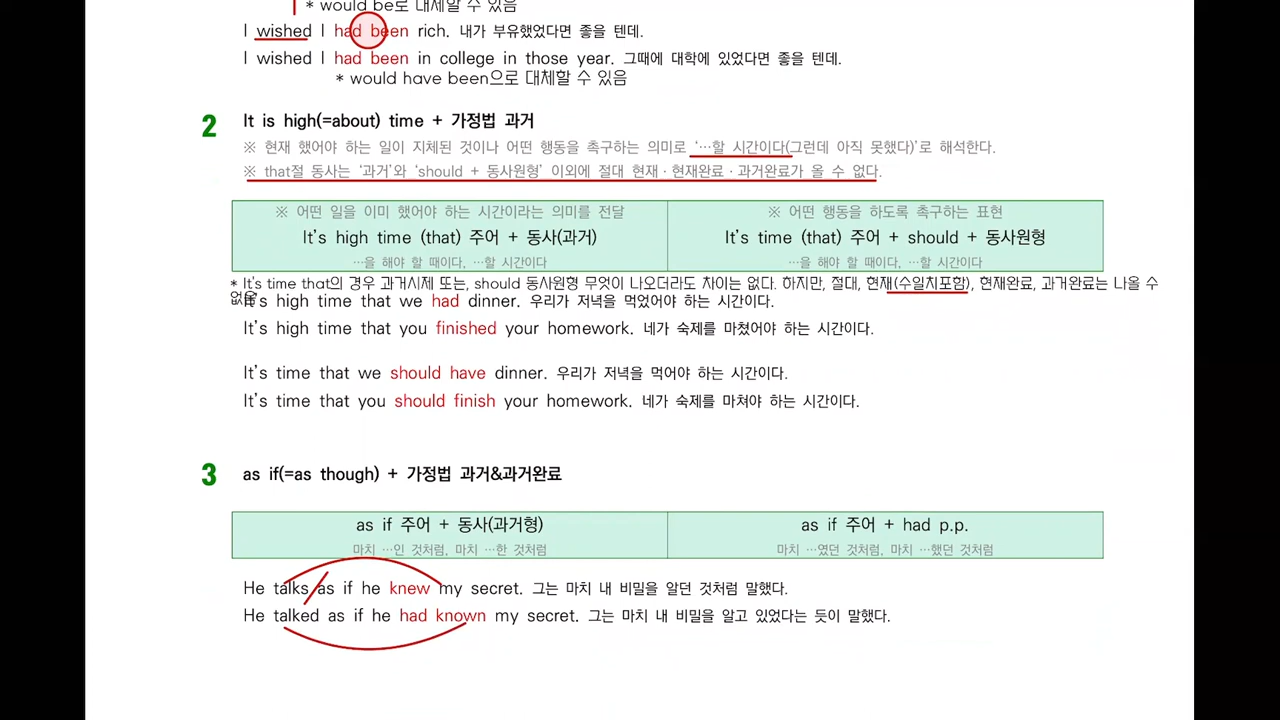 * would be로 대체할 수 있음
I wished I had been rich. 내가 부유했었다면 좋을 텐데.
I wished I had been in college in those year. 그때에 대학에 있었다면 좋을 텐데.
* would have been으로 대체할 수 있음
2 It is high(=about) time + 가정법 과거
※ 현재 했어야 하는 일이 지체된 것이나 어떤 행동을 촉구하는 의미로 '…할 시간이다(그런데 아직 못했다)'로 해석한다.
※ that절 동사는 '과거'와 'should + 동사원형' 이외에 절대 현재·현재완료·과거완료가 올 수 없다.
※ 어떤 일을 이미 했어야 하는 시간이라는 의미를 전달
It's high time (that) 주어 + 동사(과거)
…을 해야 할 때이다, …할 시간이다
※ 어떤 행동을 하도록 촉구하는 표현
It's time (that) 주어 + should + 동사원형
…을 해야 할 때이다, …할 시간이다
* It's time that의 경우 과거시제 또는, should 동사원형 무엇이 나오더라도 차이는 없다. 하지만, 절대, 현재(수일치포함), 현재완료, 과거완료는 나올 수
없음
It's high time that we had dinner. 우리가 저녁을 먹었어야 하는 시간이다.
It's high time that you finished your homework. 네가 숙제를 마쳤어야 하는 시간이다.
It's time that we should have dinner. 우리가 저녁을 먹어야 하는 시간이다.
It's time that you should finish your homework. 네가 숙제를 마쳐야 하는 시간이다.
3 as if(=as though) + 가정법 과거&과거완료
as if 주어 + 동사(과거형)
마치 …인 것처럼, 마치 …한 것처럼
as if 주어 + had p.p.
마치 …였던 것처럼, 마치 …했던 것처럼
He talks as if he knew my secret. 그는 마치 내 비밀을 알던 것처럼 말했다.
He talked as if he had known my secret. 그는 마치 내 비밀을 알고 있었다는 듯이 말했다.